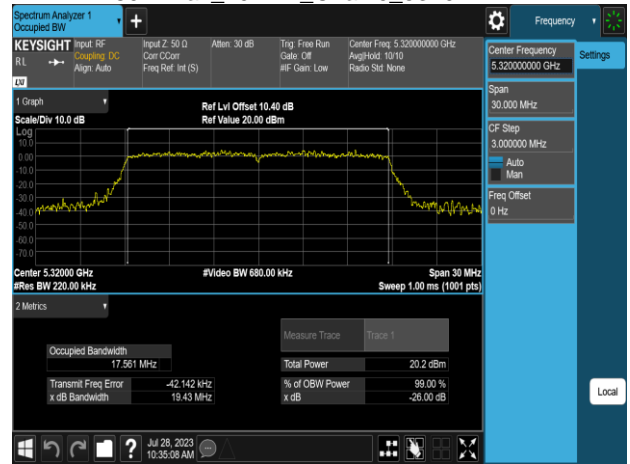 Spectrum Analyzer 1
Occupied BW
Frequency
KEYSIGHT
RL
LXI
Input: RF
Coupling: DC
Align: Auto
Input Z: 50 Ω
Corr CCorr
Freq Ref: Int (S)
Atten: 30 dB
Trig: Free Run
Gate: Off
#IF Gain: Low
Center Freq: 5.320000000 GHz
Avg|Hold: 10/10
Radio Std: None
Center Frequency
5.320000000 GHz
Settings
Span
30.000 MHz
CF Step
3.000000 MHz
Auto
Man
Freq Offset
0 Hz
1 Graph
Ref Lvl Offset 10.40 dB
Scale/Div 10.0 dB
Ref Value 20.00 dBm
Log
10.0
0.00
-10.0
-20.0
-30.0
-40.0
-50.0
-60.0
-70.0
Center 5.32000 GHz
#Video BW 680.00 kHz
Span 30 MHz
#Res BW 220.00 kHz
Sweep 1.00 ms (1001 pts)
2 Metrics
Measure Trace
Trace 1
Occupied Bandwidth
17.561 MHz
Total Power
20.2 dBm
Transmit Freq Error
-42.142 kHz
% of OBW Power
99.00 %
x dB Bandwidth
19.43 MHz
x dB
-26.00 dB
Local
?
Jul 28, 2023
10:35:08 AM